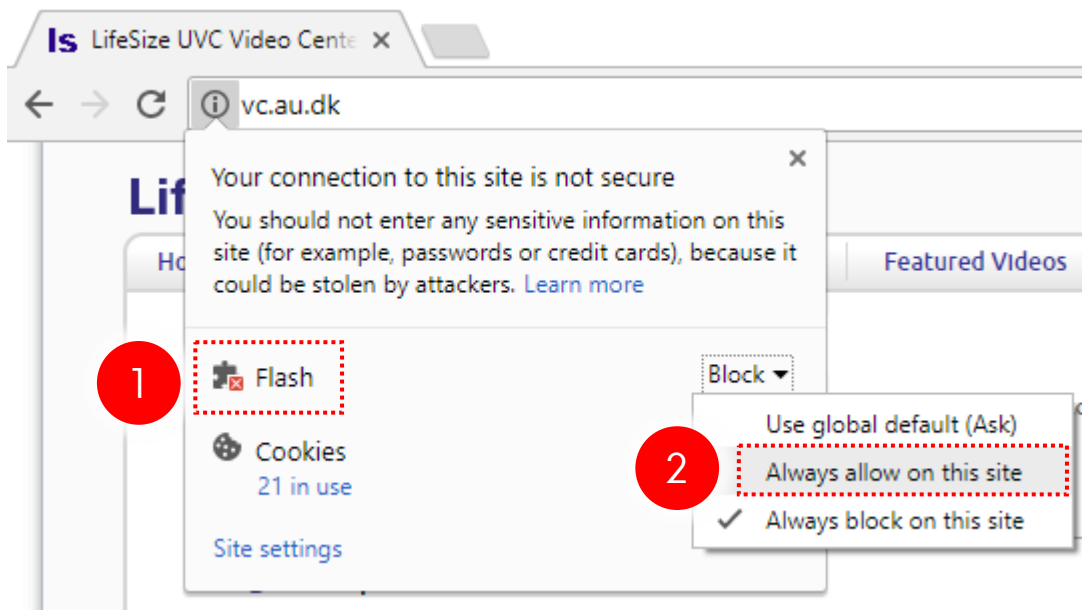 ls LifeSize UVC Video Cente
vc.au.dk
Your connection to this site is not secure
You should not enter any sensitive information on this
site (for example, passwords or credit cards), because it
could be stolen by attackers. Learn more
Lif
Ho
Featured Videos
1
Flash
Block
Use global default (Ask)
2
Always allow on this site
Always block on this site
Cookies
21 in use
Site settings